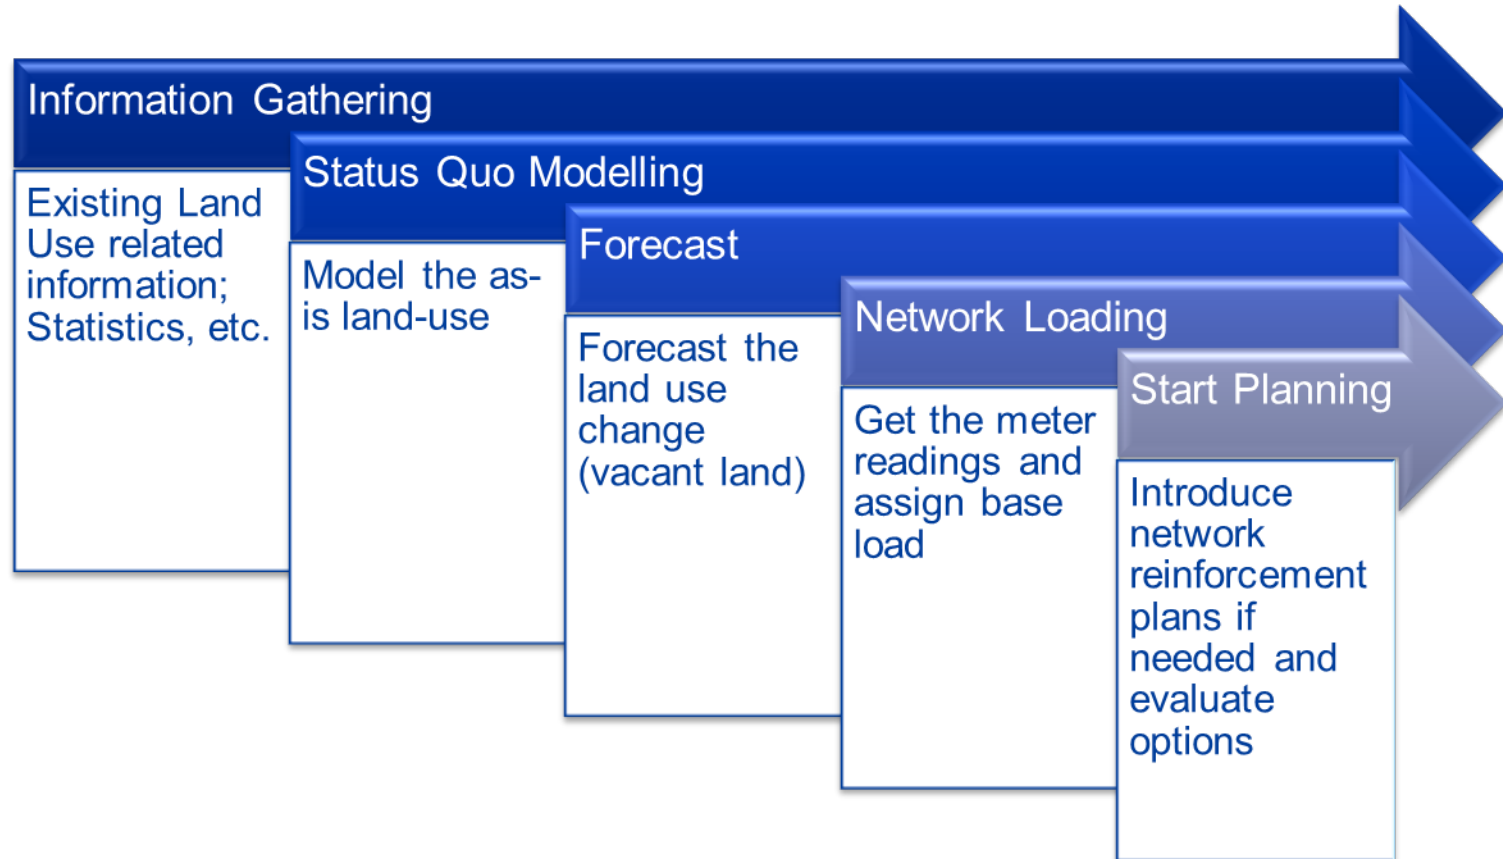 Information Gathering
Existing Land
Use related
information;
Statistics, etc.
Status Quo Modelling
Model the as-
is land-use
Forecast
Forecast the
land use
change
(vacant land)
Network Loading
Get the meter
readings and
assign base
load
Start Planning
Introduce
network
reinforcement
plans if
needed and
evaluate
options